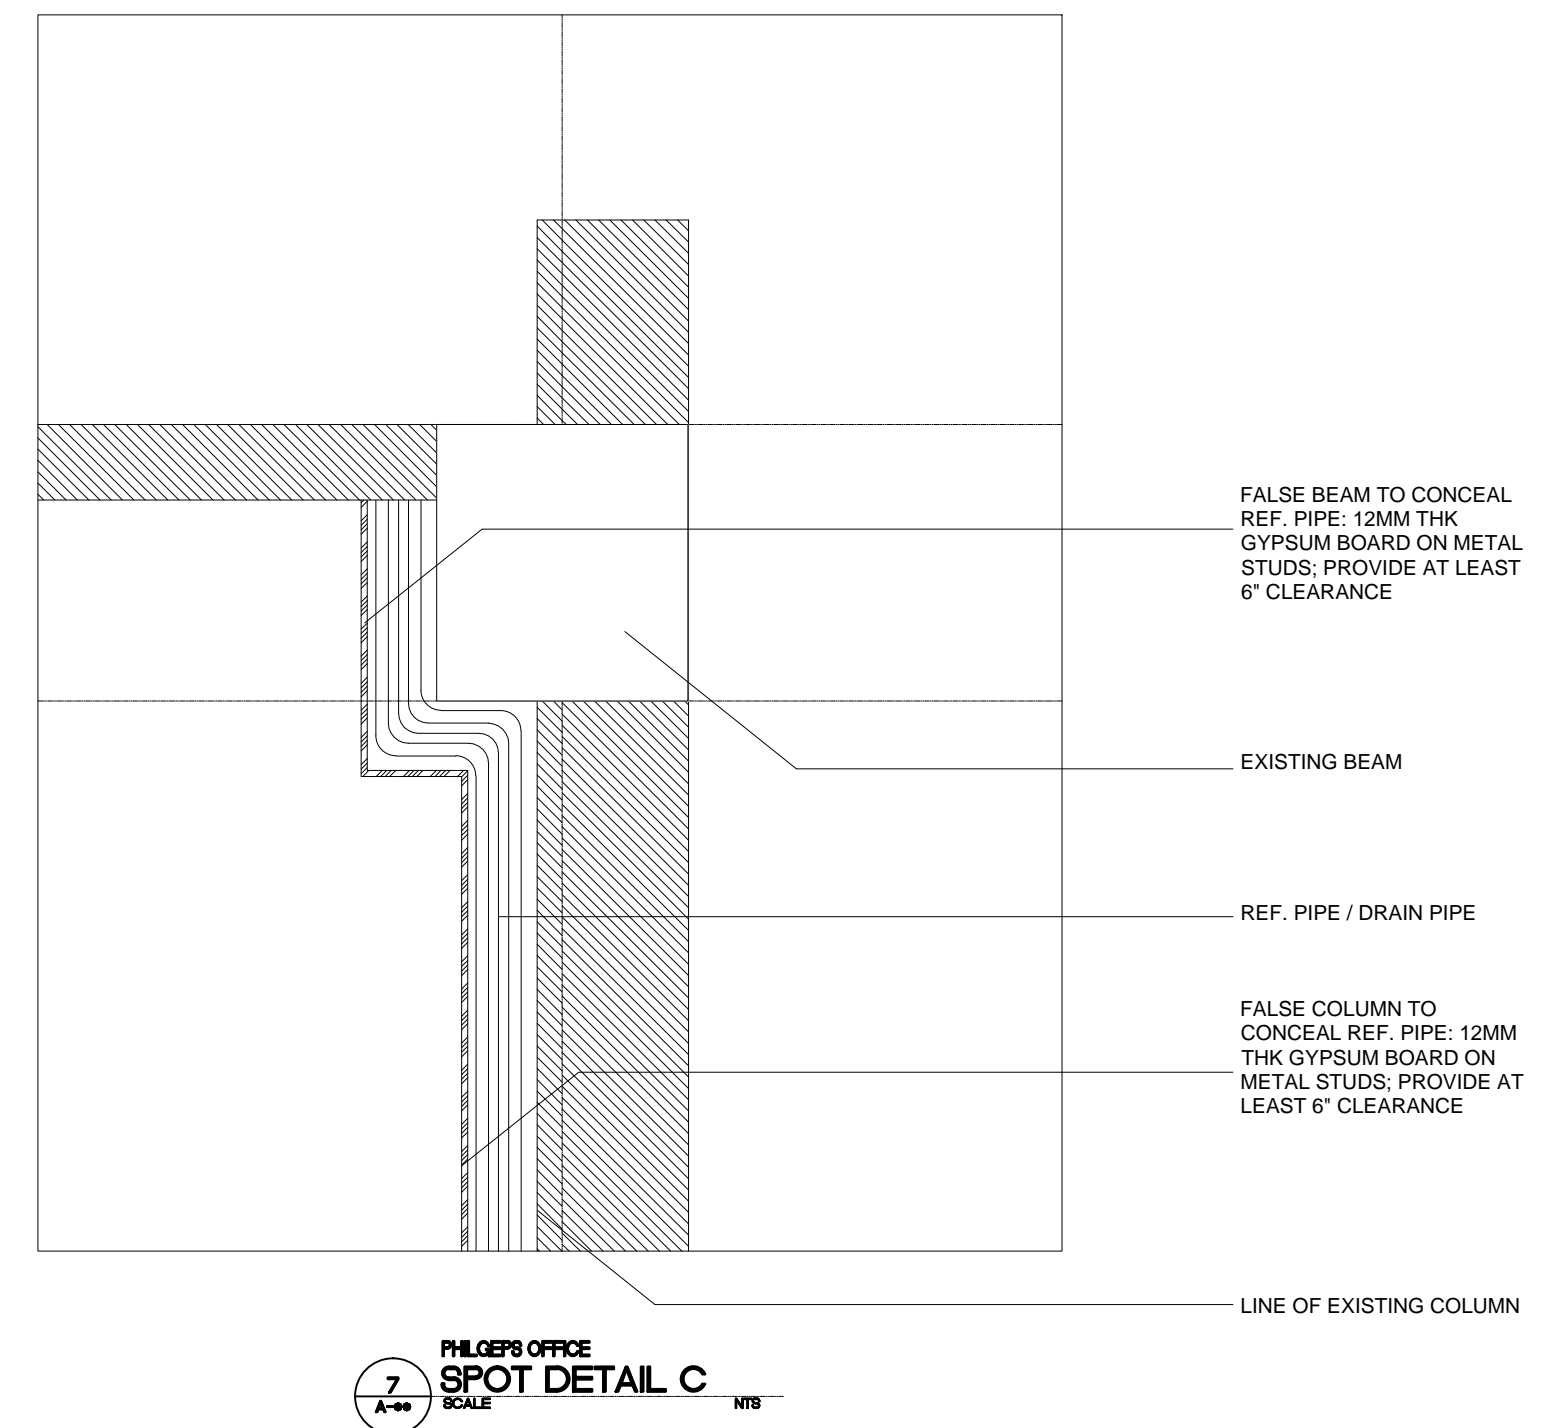 FALSE BEAM TO CONCEAL
REF. PIPE: 12MM THK
GYPSUM BOARD ON METAL
STUDS; PROVIDE AT LEAST
6" CLEARANCE
EXISTING BEAM
REF. PIPE / DRAIN PIPE
FALSE COLUMN TO
CONCEAL REF. PIPE: 12MM
THK GYPSUM BOARD ON
METAL STUDS; PROVIDE AT
LEAST 6" CLEARANCE
LINE OF EXISTING COLUMN
PHILGEPS OFFICE
7
SPOT DETAIL C
SCALE
NTS